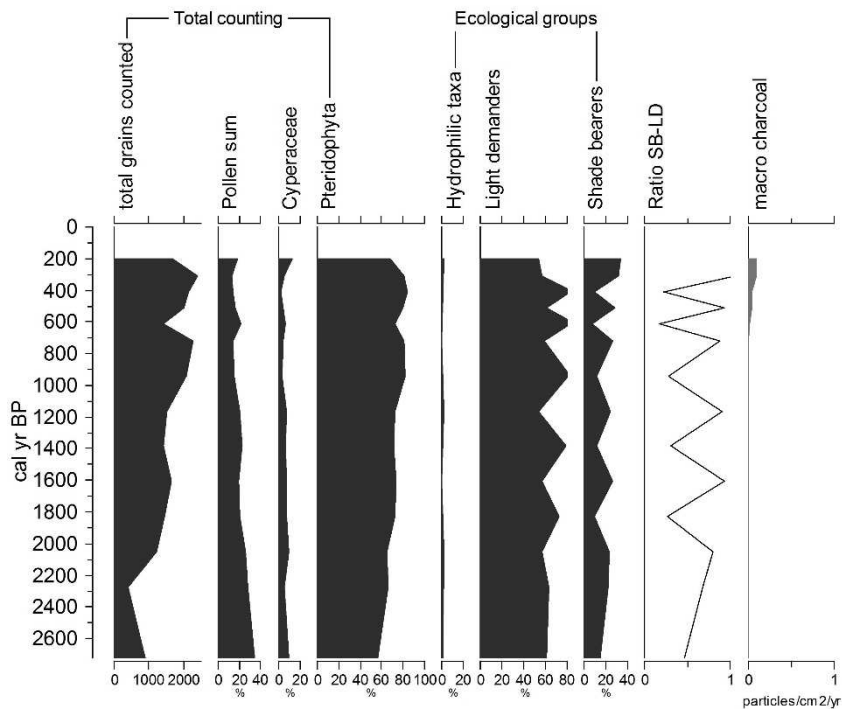 Total counting
Ecological groups
total grains counted
Pollen sum
Cyperaceae
Pteridophyta
Hydrophilic taxa
Light demanders
Shade bearers
Ratio SB-LD
macro charcoal
cal yr BP
0
200
400
600
800
1000
1200
1400
1600
1800
2000
2200
2400
2600
0 1000 2000
0 20 40
0 20 40
0 20 40 60 80 100
0 20
0 20 40 60 80
0 20 40
0 1
0 1
% % % % % %
particles/cm2/yr